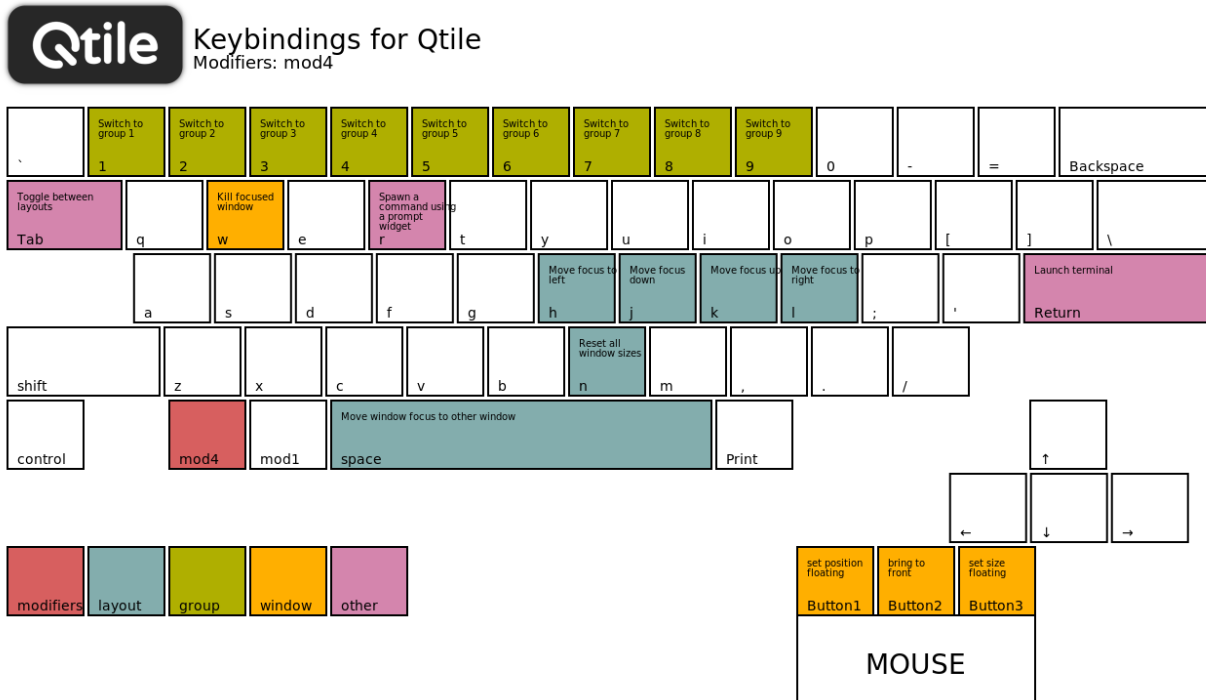 Qtile
Keybindings for Qtile
Modifiers: mod4
Switch to
group 1
Switch to
group 2
Switch to
group 3
Switch to
group 4
Switch to
group 5
Switch to
group 6
Switch to
group 7
Switch to
group 8
Switch to
group 9
` 1 2 3 4 5 6 7 8 9 0 - = Backspace
Toggle between
layouts
Kill focused
window
Spawn a
command using
a prompt
widget
Tab q w e r t y u i o p [ ] \
Move focus to
left
Move focus
down
Move focus up
Move focus to
right
Launch terminal
a s d f g h j k l ; ' Return
Reset all
window sizes
shift z x c v b n m , . /
Move window focus to other window
control mod4 mod1 space Print ↑
← ↓ →
set position
floating
bring to
front
set size
floating
modifiers layout group window other Button1 Button2 Button3
MOUSE